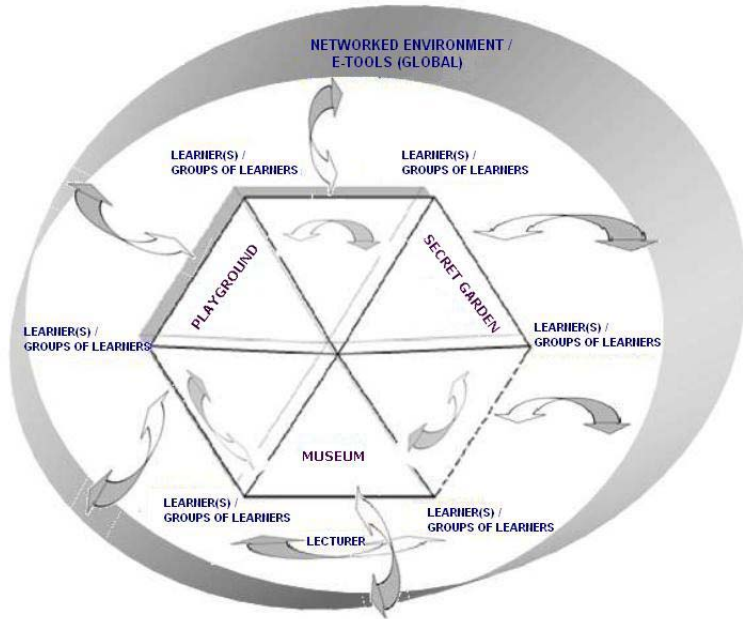 NETWORKED ENVIRONMENT /
E-TOOLS (GLOBAL)
LEARNER(S) /
GROUPS OF LEARNERS
LEARNER(S) /
GROUPS OF LEARNERS
PLAYGROUND
SECRET GARDEN
LEARNER(S) /
GROUPS OF LEARNERS
LEARNER(S) /
GROUPS OF LEARNERS
MUSEUM
LEARNER(S) /
GROUPS OF LEARNERS
LEARNER(S) /
GROUPS OF LEARNERS
LECTURER